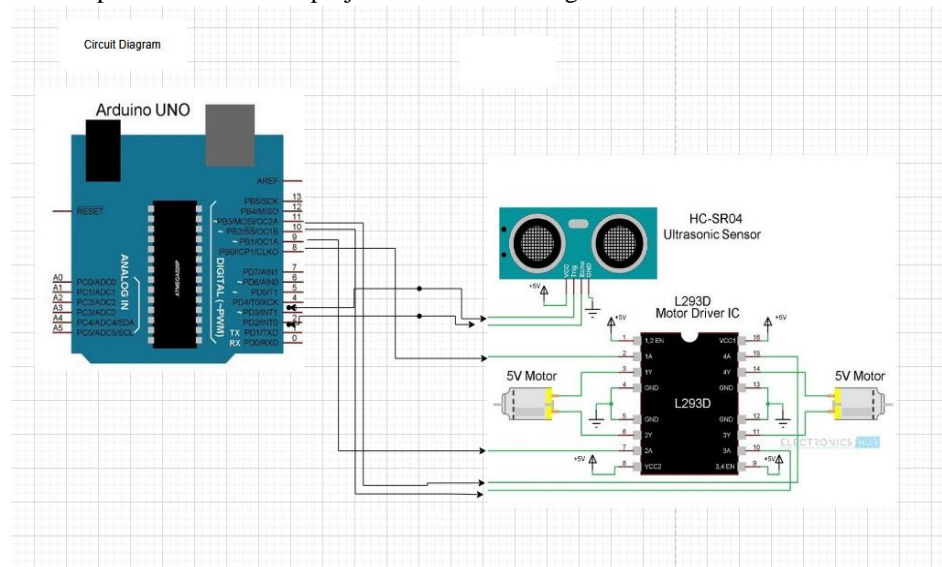 Circuit Diagram
Arduino UNO
AREF
PB5/SCK 13
RESET
PB4/MISO 12
~PB3/MOSI/OC2A 11
~ PB2/SS/OC1B 10
~PB1/OC1A 9
PB0/ICP1/CLKO 8
PD7/AIN1 7
A0 PC0/ADC0
~PD6/AIN0 6
A1 PC1/ADC1
~PD5/T1 5
A2 PC2/ADC2
PD4/T0/XCK 4
A3 PC3/ADC3
~PD3/INT1 3
A4 PC4/ADC4/SDA
PD2/INT0 2
A5 PC5/ADC5/SCL
TX PD1/TXD
RX PD0/RXD 0
ANALOG IN
ATMEGA328P
DIGITAL (~PWM)
HC-SR04
Ultrasonic Sensor
VCC
Trig
Echo
GND
+5V
L293D
Motor Driver IC
+5V
+6V
1 1,2 EN VCC1 16
2 1A 4A 15
3 1Y 4Y 14
4 GND GND 13
L293D
5 GND GND 12
6 2Y 3Y 11
7 2A 3A 10
8 VCC2 3,4 EN 9
5V Motor
5V Motor
+5V
+5V
ELECTRONICS HUB